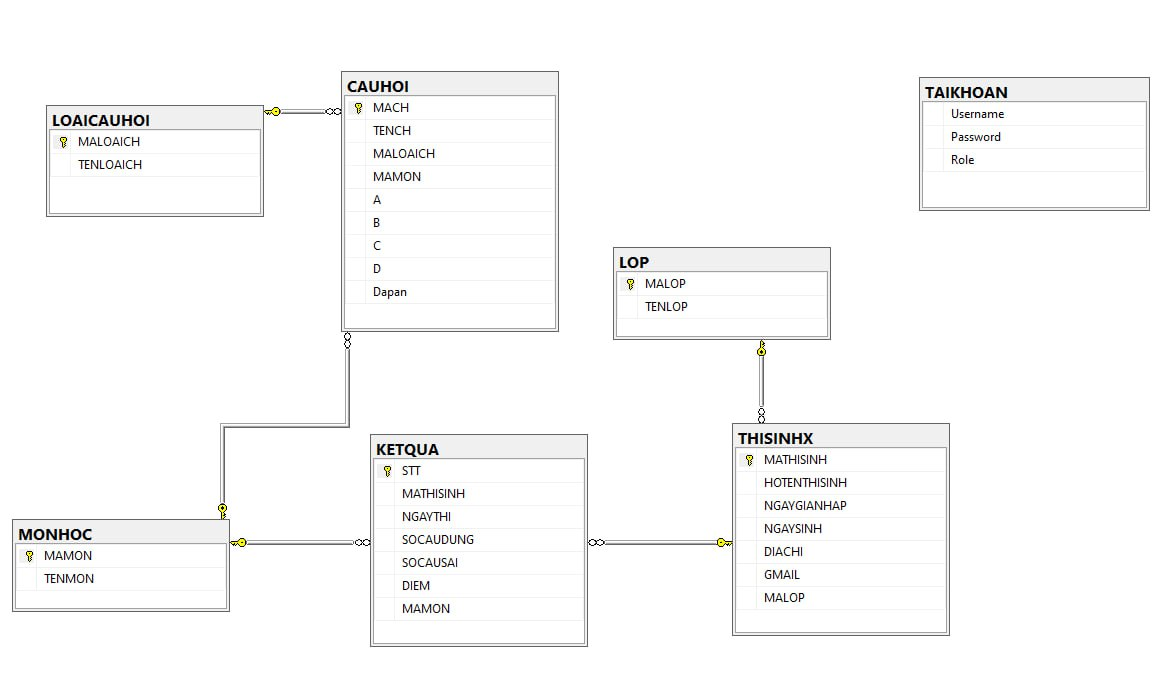 LOAICAUHOI
MALOAICH
TENLOAICH
CAUHOI
MACH
TENCH
MALOAICH
MAMON
A
B
C
D
Dapan
TAIKHOAN
Username
Password
Role
LOP
MALOP
TENLOP
MONHOC
MAMON
TENMON
KETQUA
STT
MATHISINH
NGAYTHI
SOCAUDUNG
SOCAUSAI
DIEM
MAMON
THISINHX
MATHISINH
HOTENTHISINH
NGAYGIANHAP
NGAYSINH
DIACHI
GMAIL
MALOP